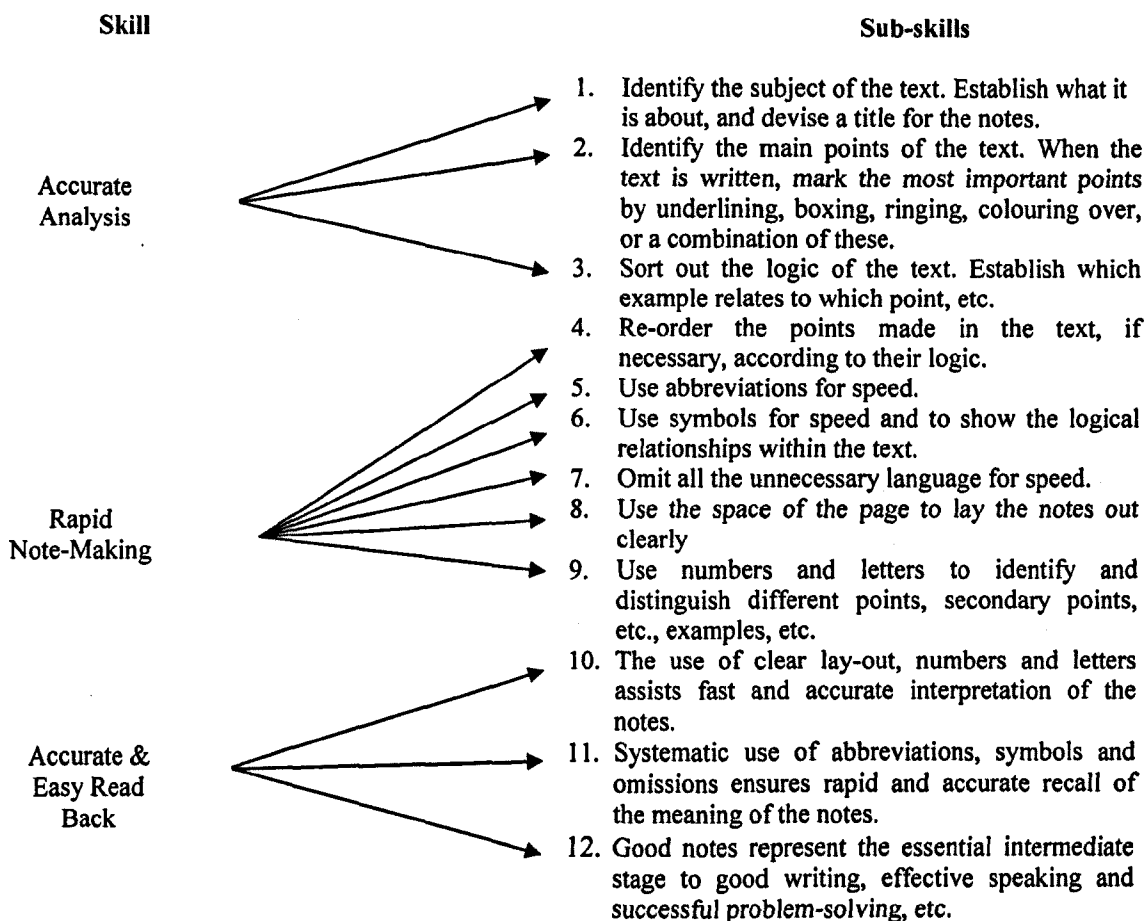 Skill
Sub-skills
1. Identify the subject of the text. Establish what it
is about, and devise a title for the notes.
2. Identify the main points of the text. When the
text is written, mark the most important points
by underlining, boxing, ringing, colouring over,
or a combination of these.
3. Sort out the logic of the text. Establish which
example relates to which point, etc.
Accurate
Analysis
4. Re-order the points made in the text, if
necessary, according to their logic.
5. Use abbreviations for speed.
6. Use symbols for speed and to show the logical
relationships within the text.
7. Omit all the unnecessary language for speed.
8. Use the space of the page to lay the notes out
clearly
9. Use numbers and letters to identify and
distinguish different points, secondary points,
etc., examples, etc.
Rapid
Note-Making
10. The use of clear lay-out, numbers and letters
assists fast and accurate interpretation of the
notes.
11. Systematic use of abbreviations, symbols and
omissions ensures rapid and accurate recall of
the meaning of the notes.
12. Good notes represent the essential intermediate
stage to good writing, effective speaking and
successful problem-solving, etc.
Accurate &
Easy Read
Back